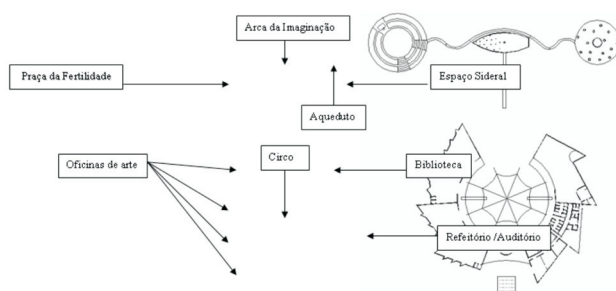 Arca da Imaginação
Praça da Fertilidade
Espaço Sideral
Aqueduto
Oficinas de arte
Circo
Biblioteca
Refeitório /Auditório